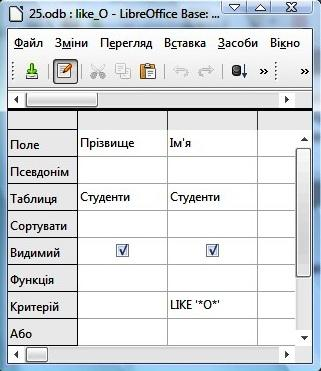 25.odb : like_O - LibreOffice Base: ...
Файл Зміни Перегляд Вставка Засоби Вікно
» »
Поле Прізвище Ім'я
Псевдонім
Таблиця Студенти Студенти
Сортувати
Видимий
Функція
Критерій LIKE '*О*'
Або